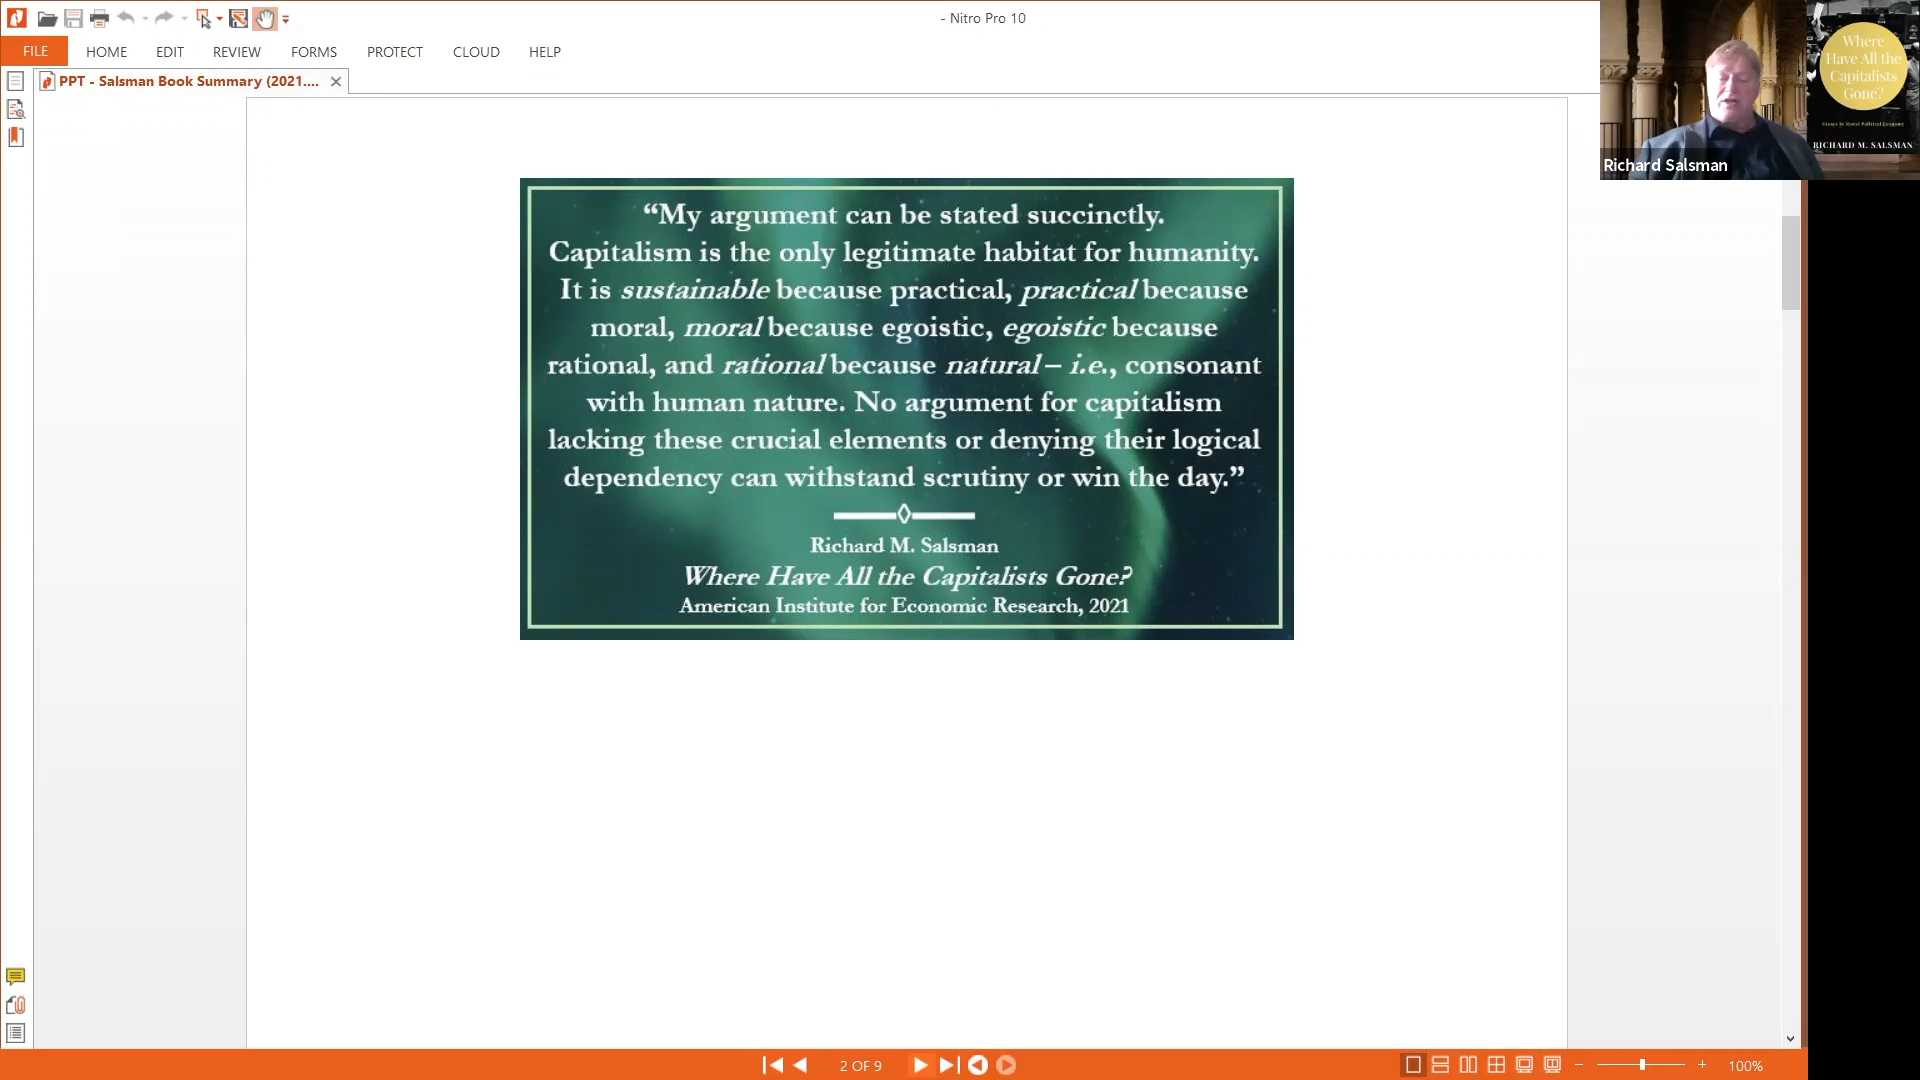 - Nitro Pro 10
FILE
HOME
EDIT
REVIEW
FORMS
PROTECT
CLOUD
HELP
PPT - Salsman Book Summary (2021....
Where
Have All the
Capitalists
Gone?
Essays in Moral Political Economy
RICHARD M. SALSMAN
Richard Salsman
“My argument can be stated succinctly.
Capitalism is the only legitimate habitat for humanity.
It is sustainable because practical, practical because
moral, moral because egoistic, egoistic because
rational, and rational because natural – i.e., consonant
with human nature. No argument for capitalism
lacking these crucial elements or denying their logical
dependency can withstand scrutiny or win the day.”
Richard M. Salsman
Where Have All the Capitalists Gone?
American Institute for Economic Research, 2021
2 OF 9
100%